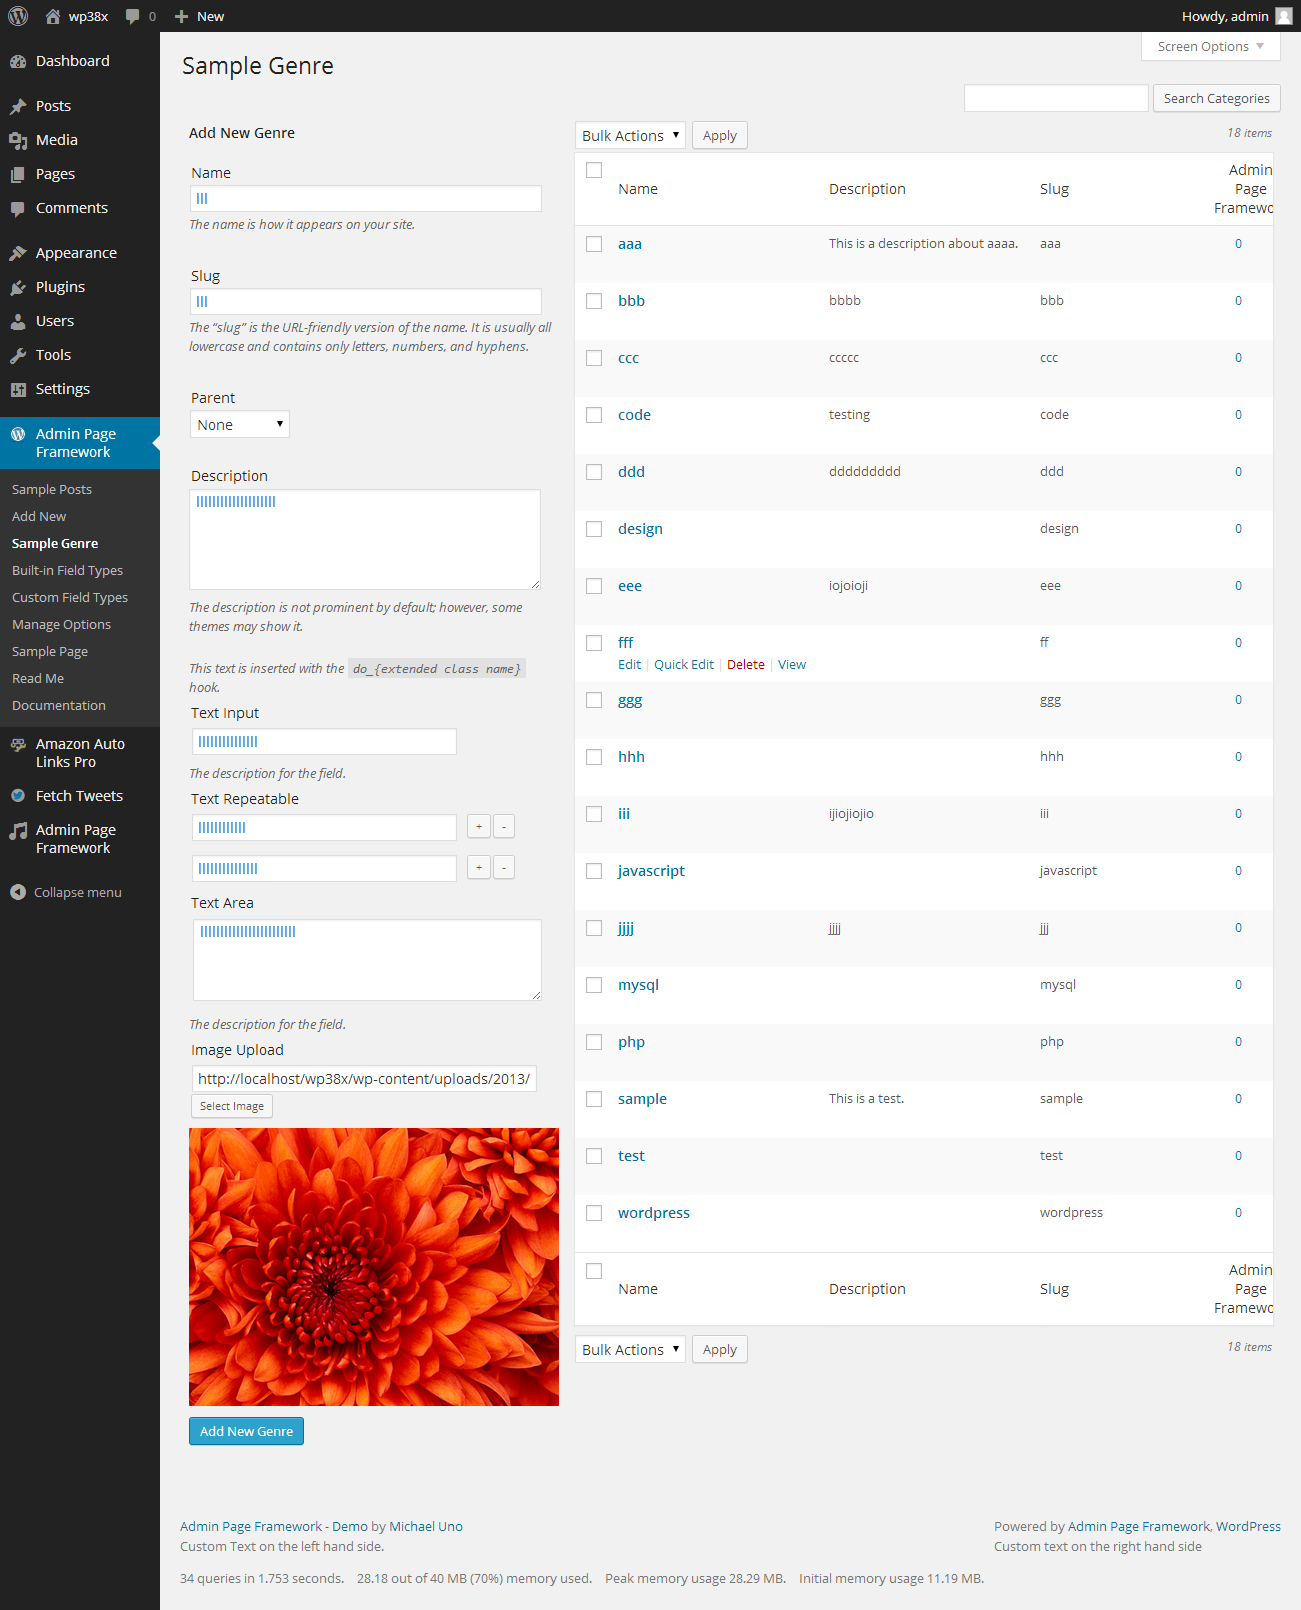 wp38x 0 + New
Howdy, admin
Dashboard
Posts
Media
Pages
Comments
Appearance
Plugins
Users
Tools
Settings
Admin Page
Framework
Sample Posts
Add New
Sample Genre
Built-in Field Types
Custom Field Types
Manage Options
Sample Page
Read Me
Documentation
Amazon Auto
Links Pro
Fetch Tweets
Admin Page
Framework
Collapse menu
Screen Options
Sample Genre
Search Categories
Add New Genre
Name
lll
The name is how it appears on your site.
Slug
lll
The “slug” is the URL-friendly version of the name. It is usually all
lowercase and contains only letters, numbers, and hyphens.
Parent
None
Description
The description is not prominent by default; however, some
themes may show it.
This text is inserted with the do_{extended class name}
hook.
Text Input
The description for the field.
Text Repeatable
+ -
+ -
Text Area
The description for the field.
Image Upload
http://localhost/wp38x/wp-content/uploads/2013/
Select Image
Add New Genre
Bulk Actions Apply 18 items
Name Description Slug Admin
Page
Framewo
aaa This is a description about aaaa. aaa 0
bbb bbbb bbb 0
ccc ccccc ccc 0
code testing code 0
ddd ddddddddd ddd 0
design design 0
eee iojoioji eee 0
fff ff 0
Edit | Quick Edit | Delete | View
ggg ggg 0
hhh hhh 0
iii ijiojiojio iii 0
javascript javascript 0
jjjj jjjj jjj 0
mysql mysql 0
php php 0
sample This is a test. sample 0
test test 0
wordpress wordpress 0
Name Description Slug Admin
Page
Framewo
Bulk Actions Apply 18 items
Admin Page Framework - Demo by Michael Uno
Custom Text on the left hand side.
Powered by Admin Page Framework, WordPress
Custom text on the right hand side
34 queries in 1.753 seconds. 28.18 out of 40 MB (70%) memory used. Peak memory usage 28.29 MB. Initial memory usage 11.19 MB.